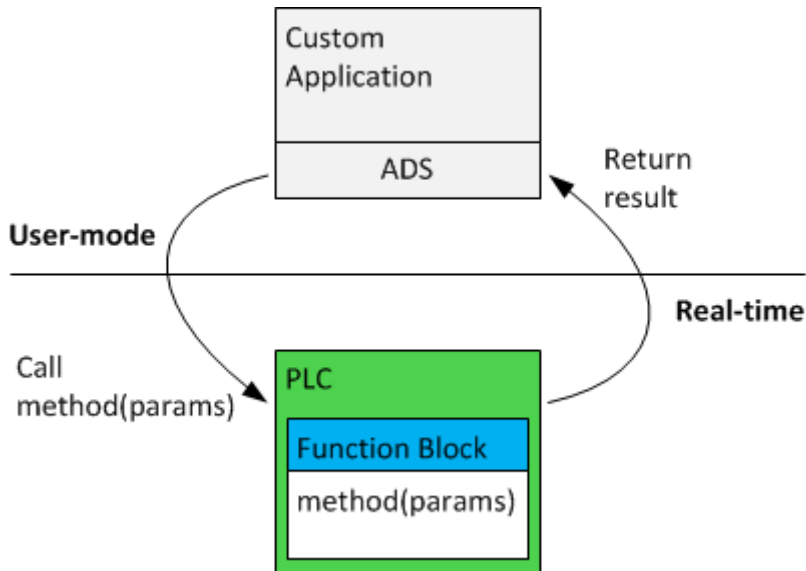 Custom
Application
ADS
Return
result
User-mode
Real-time
Call
method(params)
PLC
Function Block
method(params)